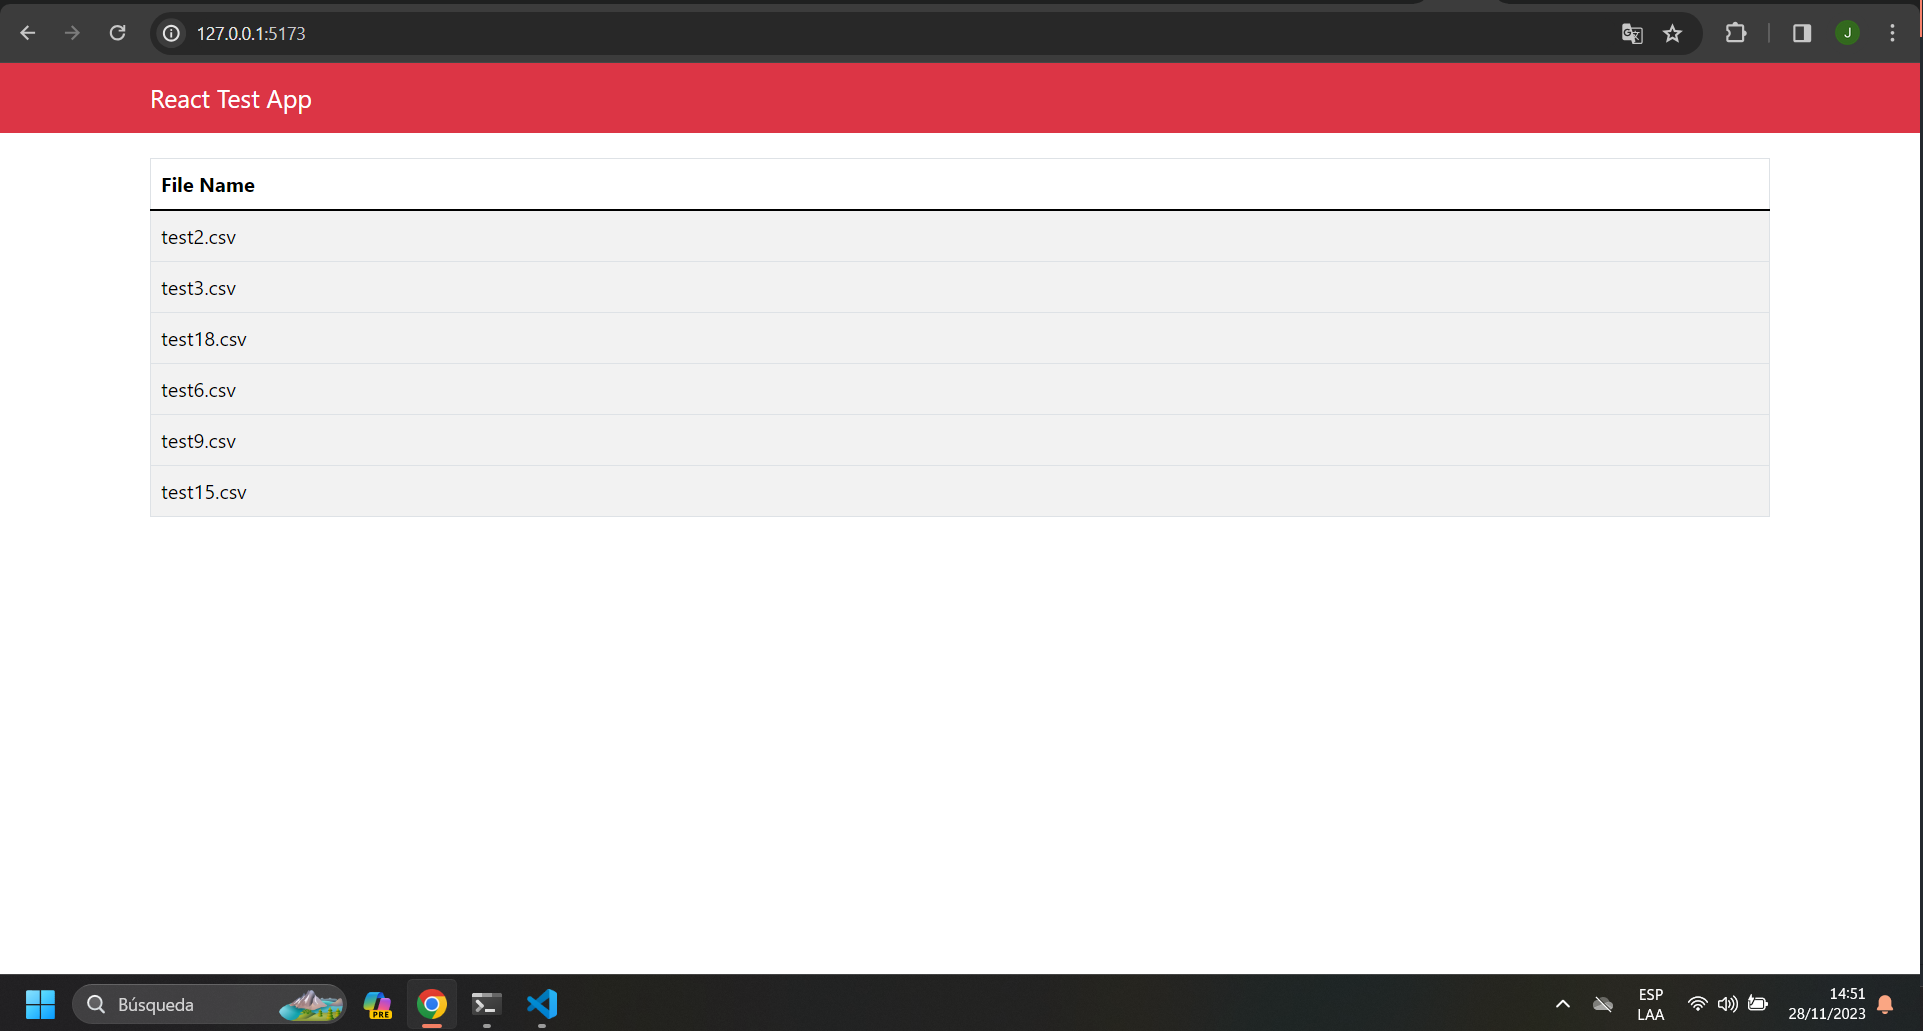 127.0.0.1:5173
J
React Test App
File Name
test2.csv
test3.csv
test18.csv
test6.csv
test9.csv
test15.csv
Búsqueda
PRE
ESP
LAA
14:51
28/11/2023